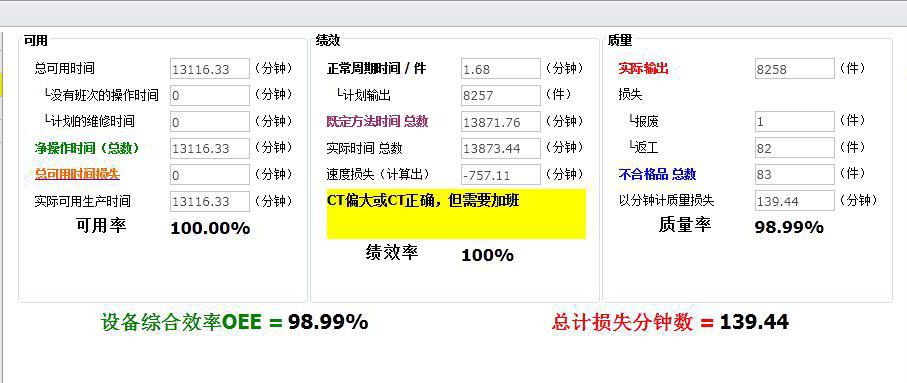 可用
总可用时间 13116.33 (分钟)
└没有班次的操作时间 0 (分钟)
└计划的维修时间 0 (分钟)
净操作时间（总数） 13116.33 (分钟)
总可用时间损失 0 (分钟)
实际可用生产时间 13116.33 (分钟)
可用率 100.00%
绩效
正常周期时间 / 件 1.68 (分钟)
└计划输出 8257 (件)
既定方法时间 总数 13871.76 (分钟)
实际时间 总数 13873.44 (分钟)
速度损失（计算出） -757.11 (分钟)
CT偏大或CT正确，但需要加班
绩效率 100%
质量
实际输出 8258 (件)
损失
└报废 1 (件)
└返工 82 (件)
不合格品 总数 83 (件)
以分钟计质量损失 139.44 (分钟)
质量率 98.99%
设备综合效率OEE = 98.99%
总计损失分钟数 = 139.44